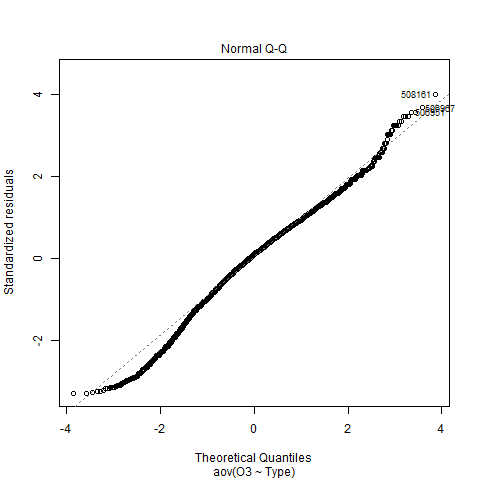 Normal Q-Q
508161
Standardized residuals
4
2
0
-2
-4
-2
0
2
4
Theoretical Quantiles
aov(O3 ~ Type)